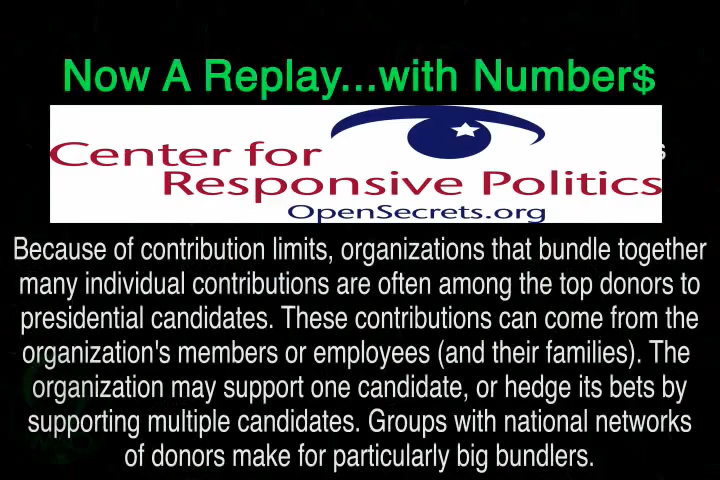 Now A Replay...with Number$
Center for
Responsive Politics
OpenSecrets.org
Because of contribution limits, organizations that bundle together
many individual contributions are often among the top donors to
presidential candidates. These contributions can come from the
organization's members or employees (and their families). The
organization may support one candidate, or hedge its bets by
supporting multiple candidates. Groups with national networks
of donors make for particularly big bundlers.